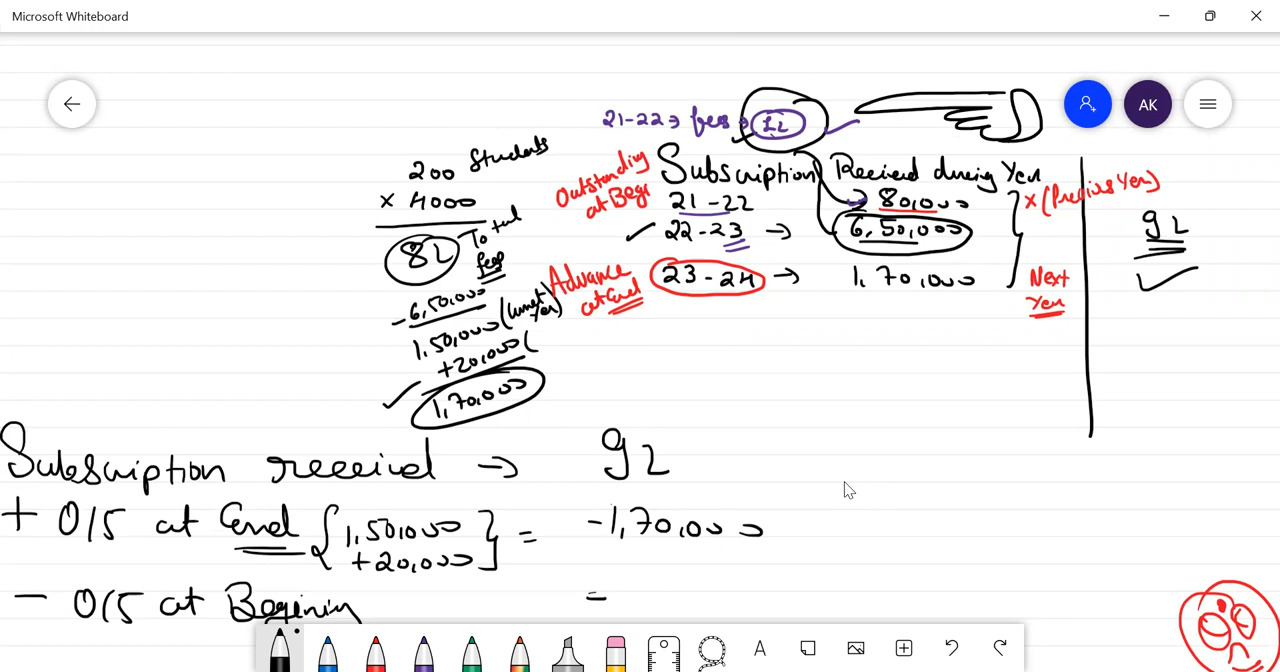 Microsoft Whiteboard
AK
21-22 → fees → 1L
200 Students
× 4000
8L Total fees
- 6,50,000
1,50,000 (Current Year)
+20,000 (
1,70,000
Subscription Received during Year
Outstanding at Begi
21-22 80,000 × (Previous Year)
22-23 → 6,50,000
Advance at End 23-24 → 1,70,000 Next Year
9L
Subscription received → 9L
+ O/S at End { 1,50,000 + 20,000 } = -1,70,000
- O/S at Begining =
A